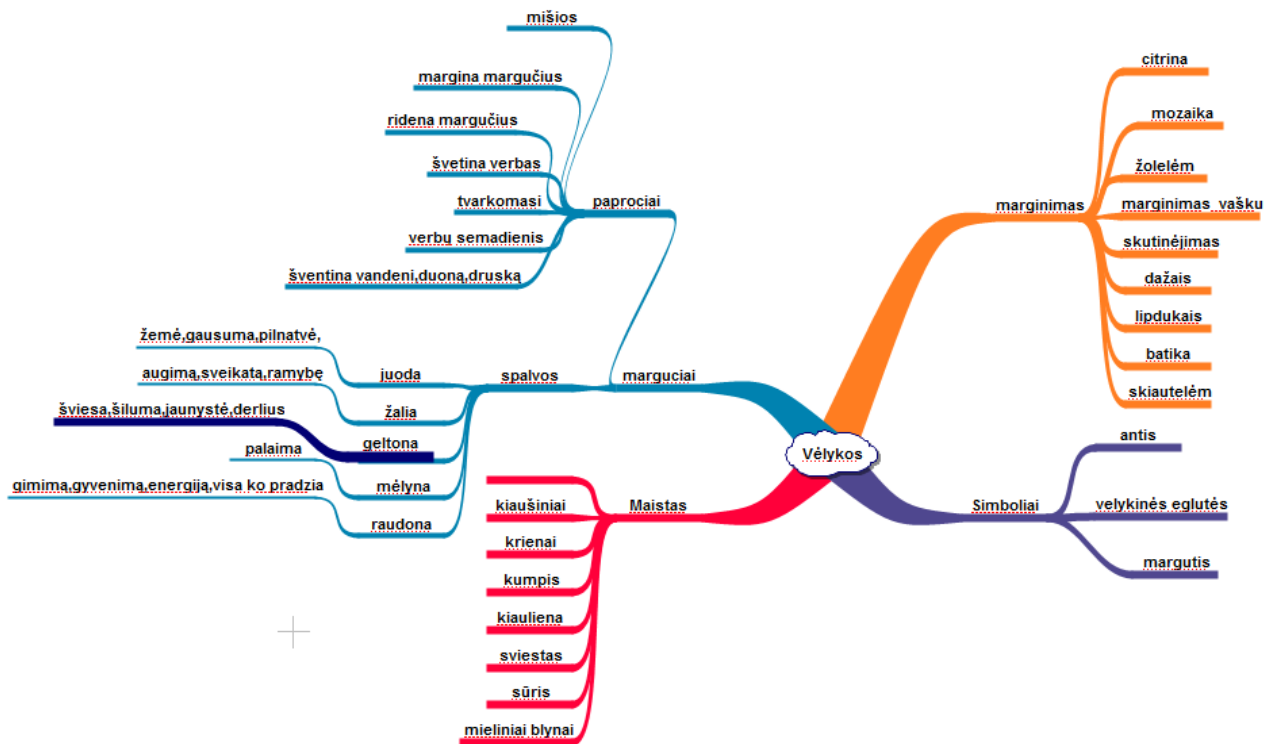 Vėlykos
marginimas
citrina
mozaika
žolelėm
marginimas vašku
skutinėjimas
dažais
lipdukais
batika
skiautelėm
Simboliai
antis
velykinės eglutės
margutis
Maistas
kiaušiniai
krienai
kumpis
kiauliena
sviestas
sūris
mieliniai blynai
marguciai
paprociai
mišios
margina margučius
ridena margučius
švetina verbas
tvarkomasi
verbų semadienis
šventina vandeni,duoną,druską
spalvos
juoda
žemė,gausuma,pilnatvė,
žalia
augimą,sveikatą,ramybę
geltona
šviesa,šiluma,jaunystė,derlius
mėlyna
palaima
raudona
gimimą,gyvenimą,energiją,visa ko pradzia